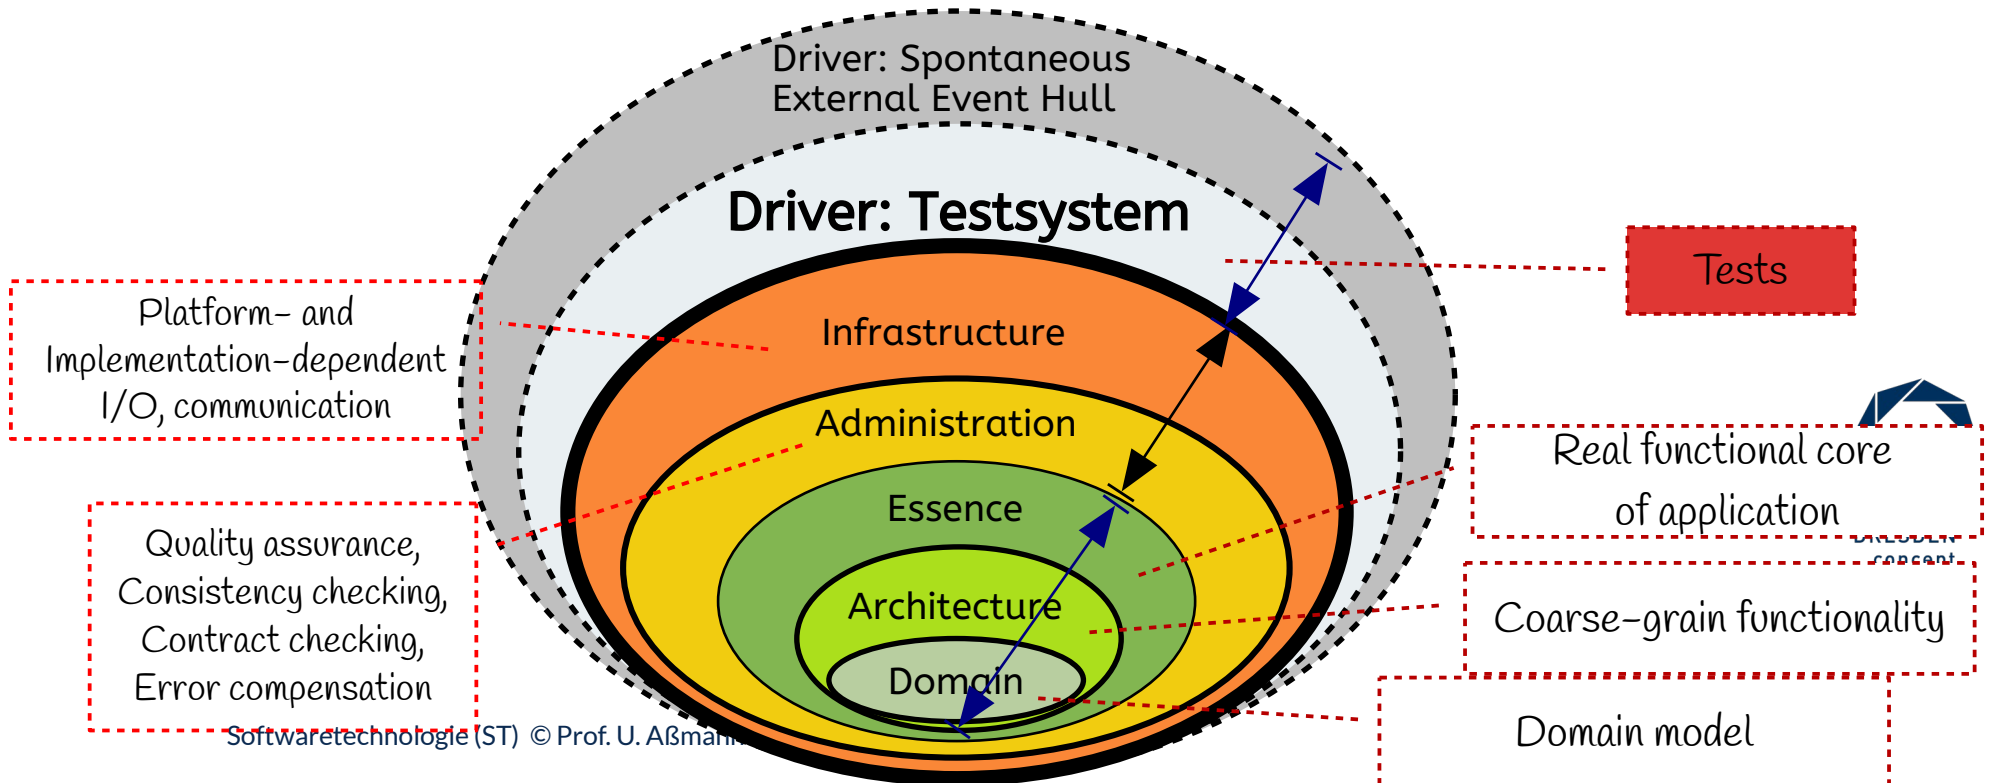 Driver: Spontaneous
External Event Hull
Driver: Testsystem
Tests
Platform- and
Implementation-dependent
I/O, communication
Infrastructure
Administration
Real functional core
of application
Essence
Quality assurance,
Consistency checking,
Contract checking,
Error compensation
DRESDEN
concept
Architecture
Coarse-grain functionality
Domain
Domain model
Softwaretechnologie (ST) © Prof. U. Aßmann